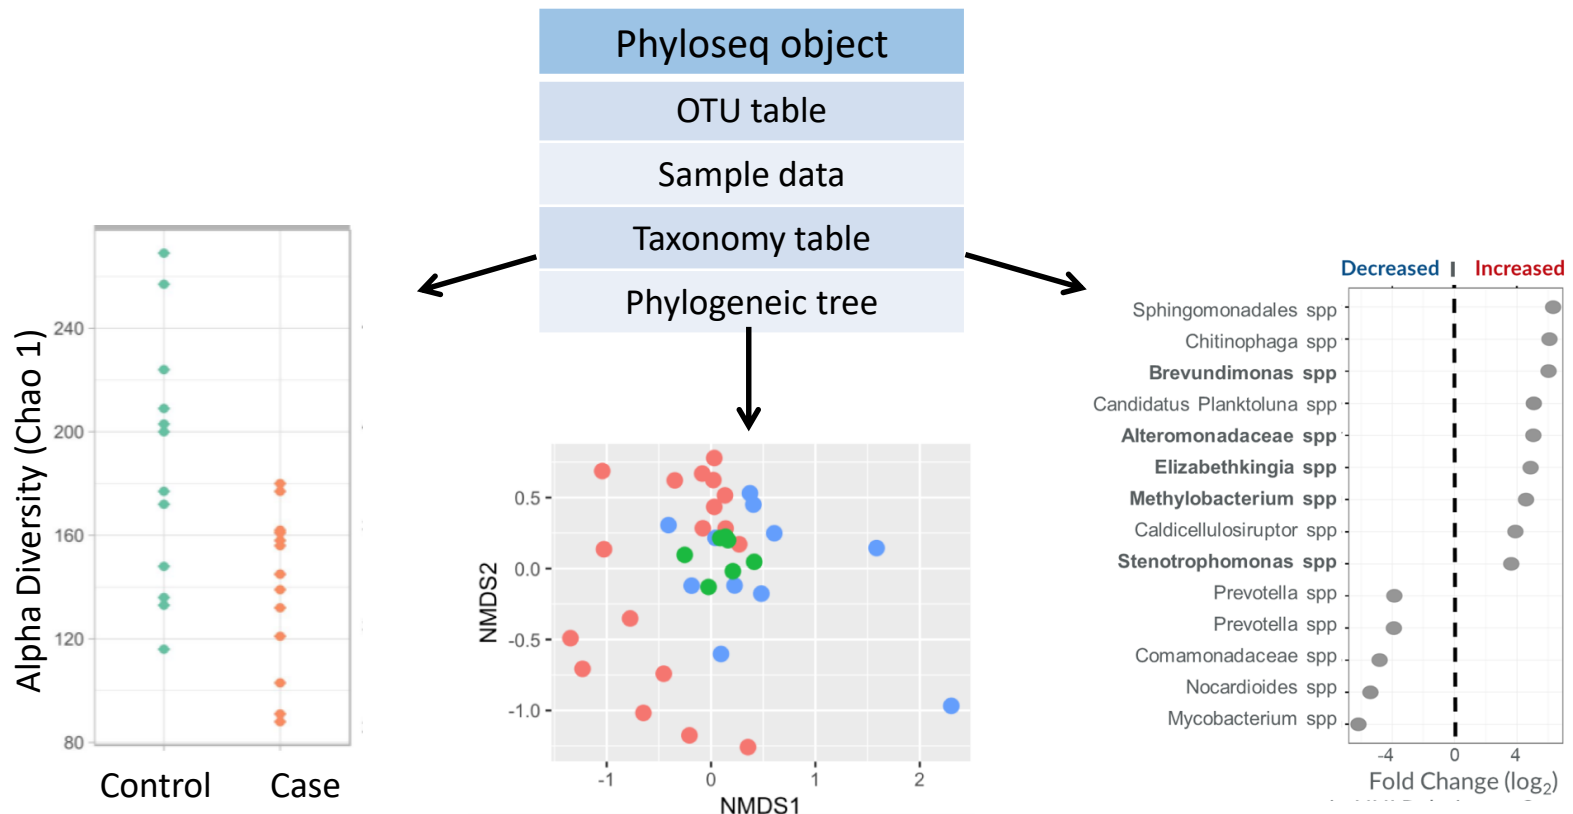 Phyloseq object
OTU table
Sample data
Taxonomy table
Phylogeneic tree
Alpha Diversity (Chao 1)
240
200
160
120
80
Control Case
NMDS2
0.5
0.0
-0.5
-1.0
-1 0 1 2
NMDS1
Decreased | Increased
Sphingomonadales spp
Chitinophaga spp
Brevundimonas spp
Candidatus Planktoluna spp
Alteromonadaceae spp
Elizabethkingia spp
Methylobacterium spp
Caldicellulosiruptor spp
Stenotrophomonas spp
Prevotella spp
Prevotella spp
Comamonadaceae spp
Nocardioides spp
Mycobacterium spp
-4 0 4
Fold Change (log2)